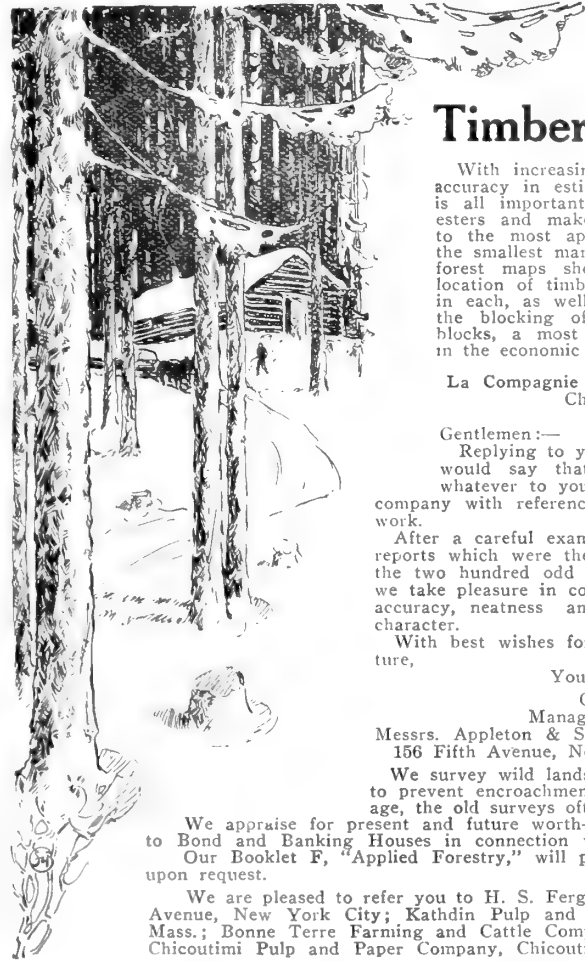 Timber
With increasin
accuracy in esti
is all important
esters and make
to the most ap
the smallest mar
forest maps sho
location of timb
in each, as well
the blocking of
blocks, a most
in the economic
La Compagnie
Ch
Gentlemen:—
Replying to y
would say that
whatever to you
company with referenc
work.
After a careful exam
reports which were the
the two hundred odd
we take pleasure in co
accuracy, neatness an
character.
With best wishes fo
ture,
You
Manag
Messrs. Appleton & S
156 Fifth Avenue, N
We survey wild lands
to prevent encroachmen
age, the old surveys oft
We appraise for present and future worth-
to Bond and Banking Houses in connection
Our Booklet F, "Applied Forestry," will p
upon request.
We are pleased to refer you to H. S. Ferg
Avenue, New York City; Kathdin Pulp and
Mass.; Bonne Terre Farming and Cattle Com
Chicoutimi Pulp and Paper Company, Chicouti